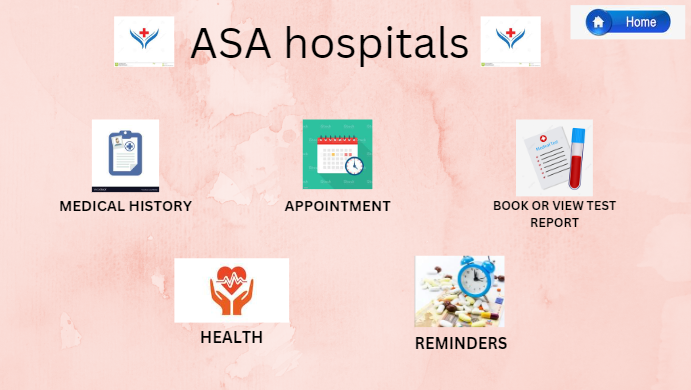 ASA hospitals
Home
MEDICAL HISTORY
APPOINTMENT
BOOK OR VIEW TEST
REPORT
HEALTH
REMINDERS